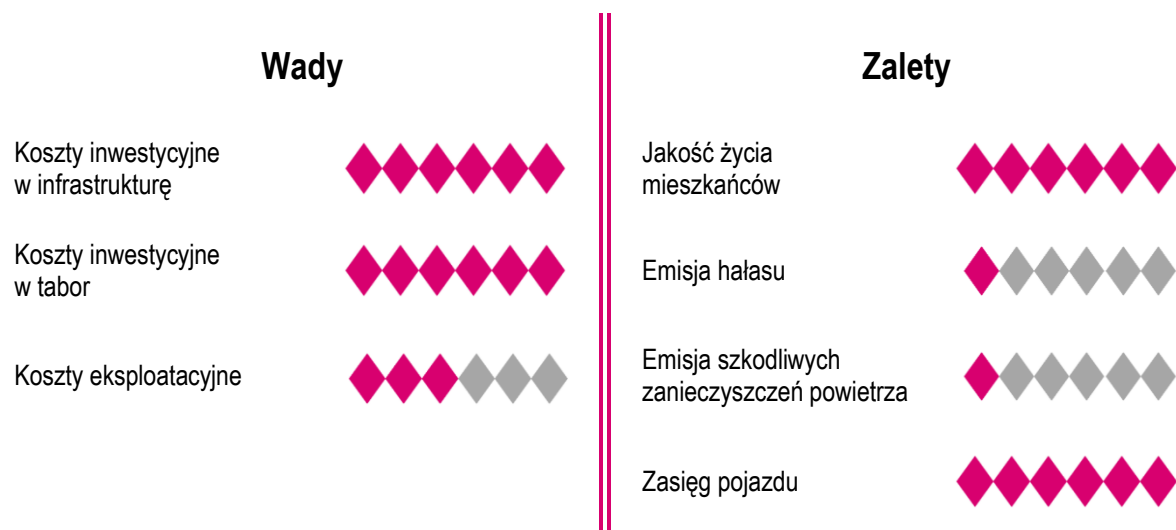 Wady
Koszty inwestycyjne
w infrastrukturę
Koszty inwestycyjne
w tabor
Koszty eksploatacyjne
Zalety
Jakość życia
mieszkańców
Emisja hałasu
Emisja szkodliwych
zanieczyszczeń powietrza
Zasięg pojazdu